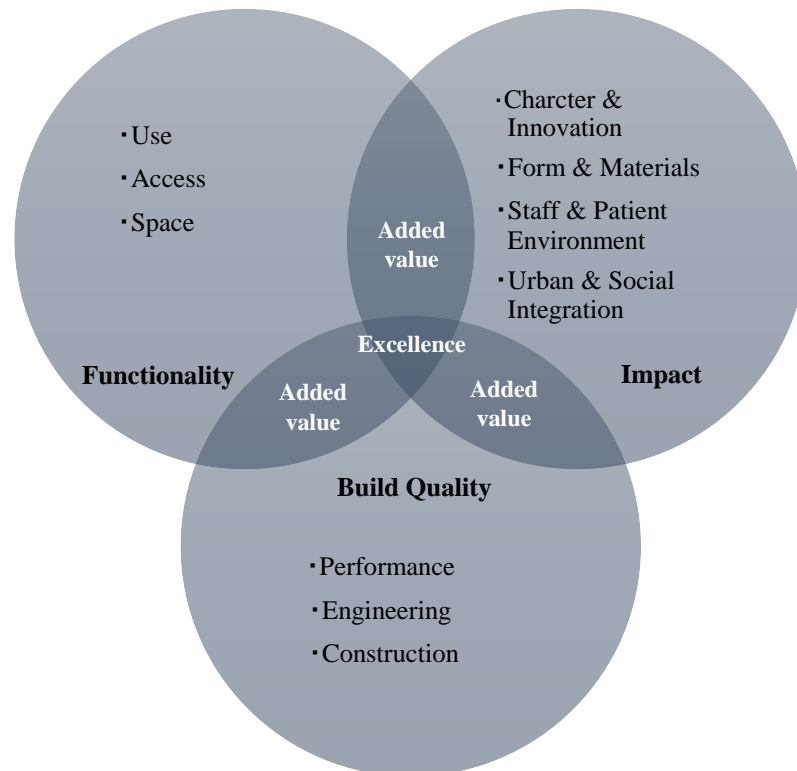 · Use
· Access
· Space
Functionality
· Charcter &
Innovation
· Form & Materials
· Staff & Patient
Environment
· Urban & Social
Integration
Impact
Added
value
Excellence
Added
value
Added
value
Build Quality
· Performance
· Engineering
· Construction